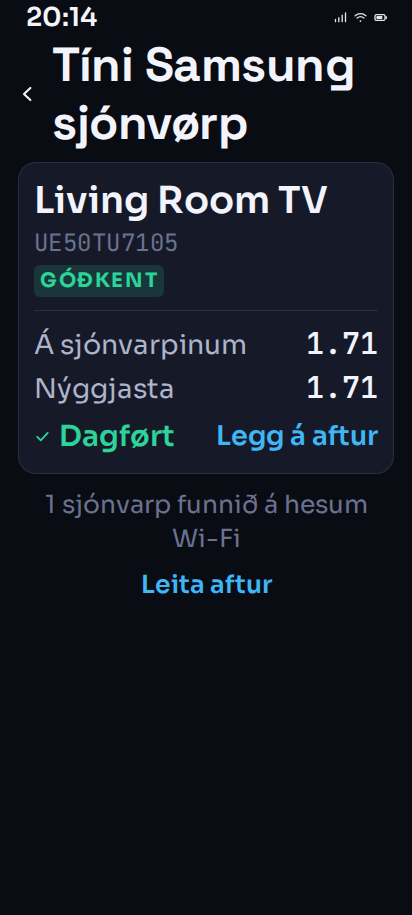 20:14
Tíni Samsung
sjónvørp
Living Room TV
UE50TU7105
GÓÐKENT
Á sjónvarpinum 1.71
Nýggjasta 1.71
✓ Dagført Legg á aftur
1 sjónvarp funnið á hesum
Wi-Fi
Leita aftur